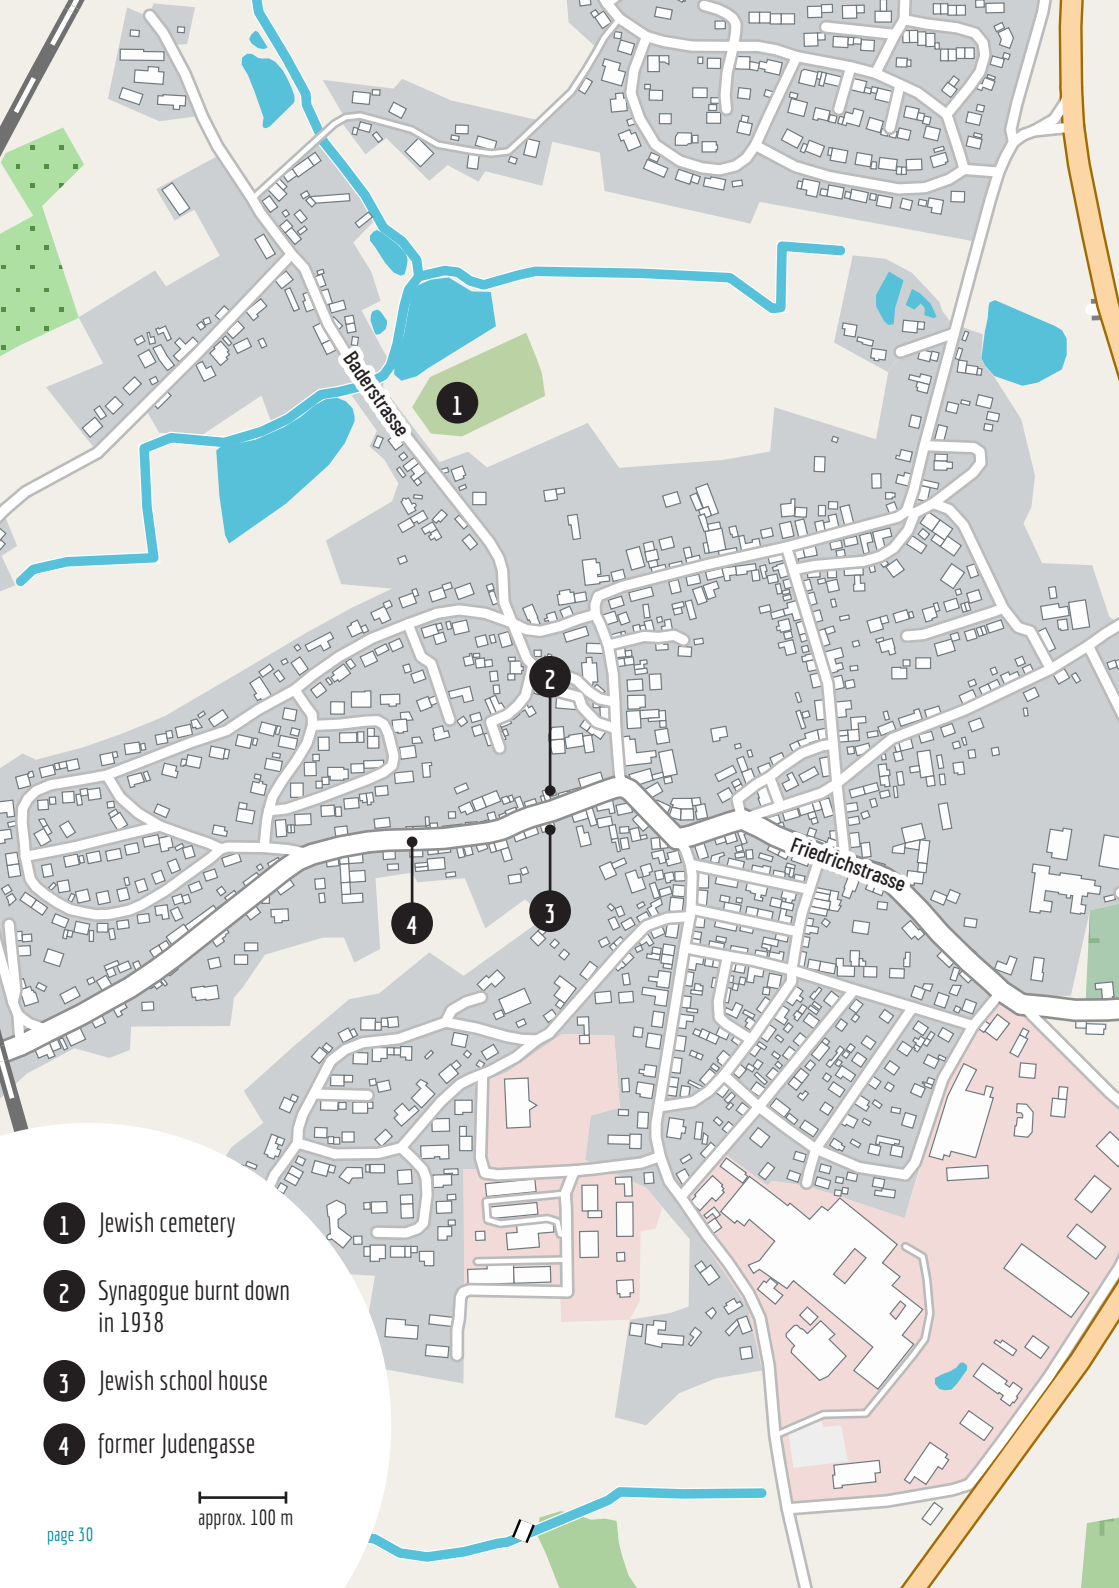 Baderstrasse
1
2
Friedrichstrasse
3
4
1 Jewish cemetery
2 Synagogue burnt down
in 1938
3 Jewish school house
4 former Judengasse
approx. 100 m
page 30